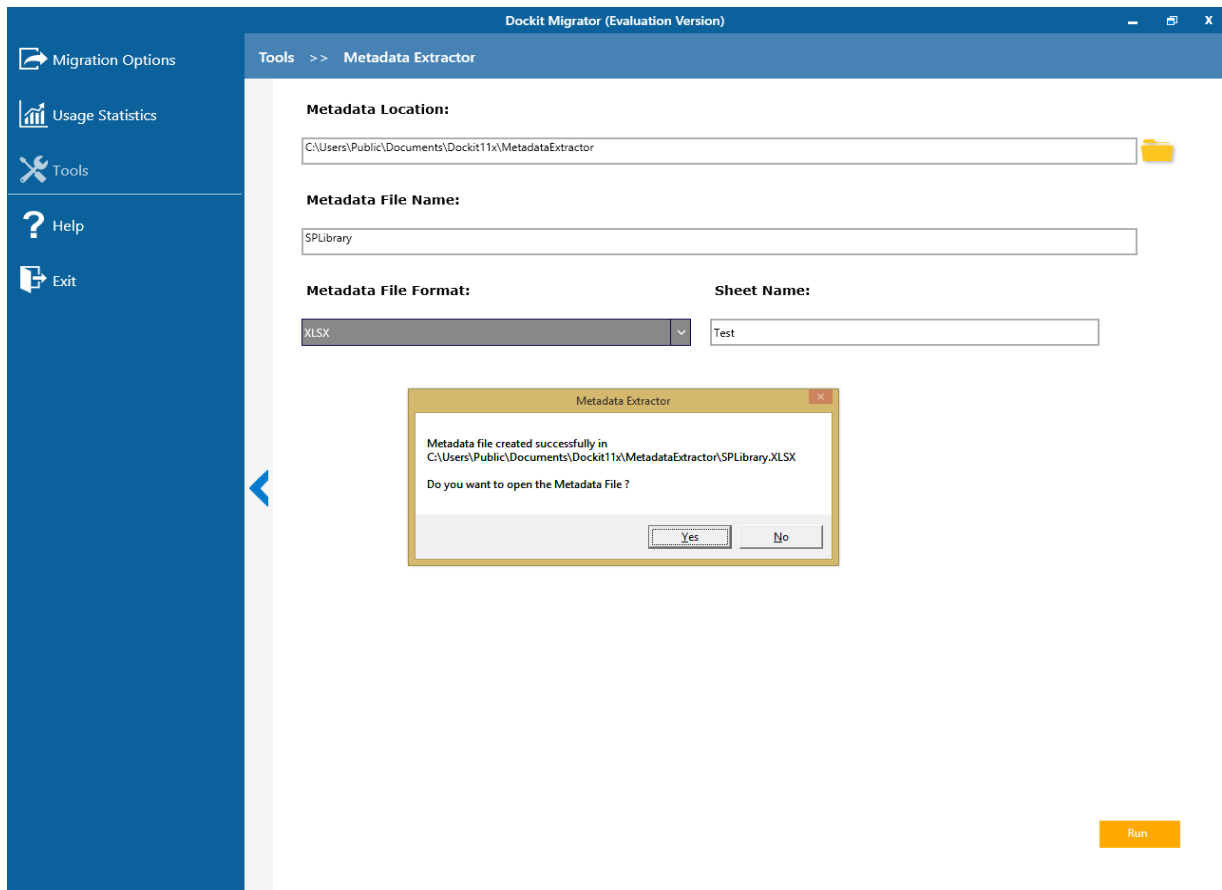 Dockit Migrator (Evaluation Version)
X
Migration Options
Usage Statistics
Tools
Help
Exit
Tools >> Metadata Extractor
Metadata Location:
C:\Users\Public\Documents\Dockit11x\MetadataExtractor
Metadata File Name:
SPLibrary
Metadata File Format:
Sheet Name:
XLSX
Test
Metadata Extractor
Metadata file created successfully in
C:\Users\Public\Documents\Dockit11x\MetadataExtractor\SPLibrary.XLSX
Do you want to open the Metadata File ?
Yes
No
Run